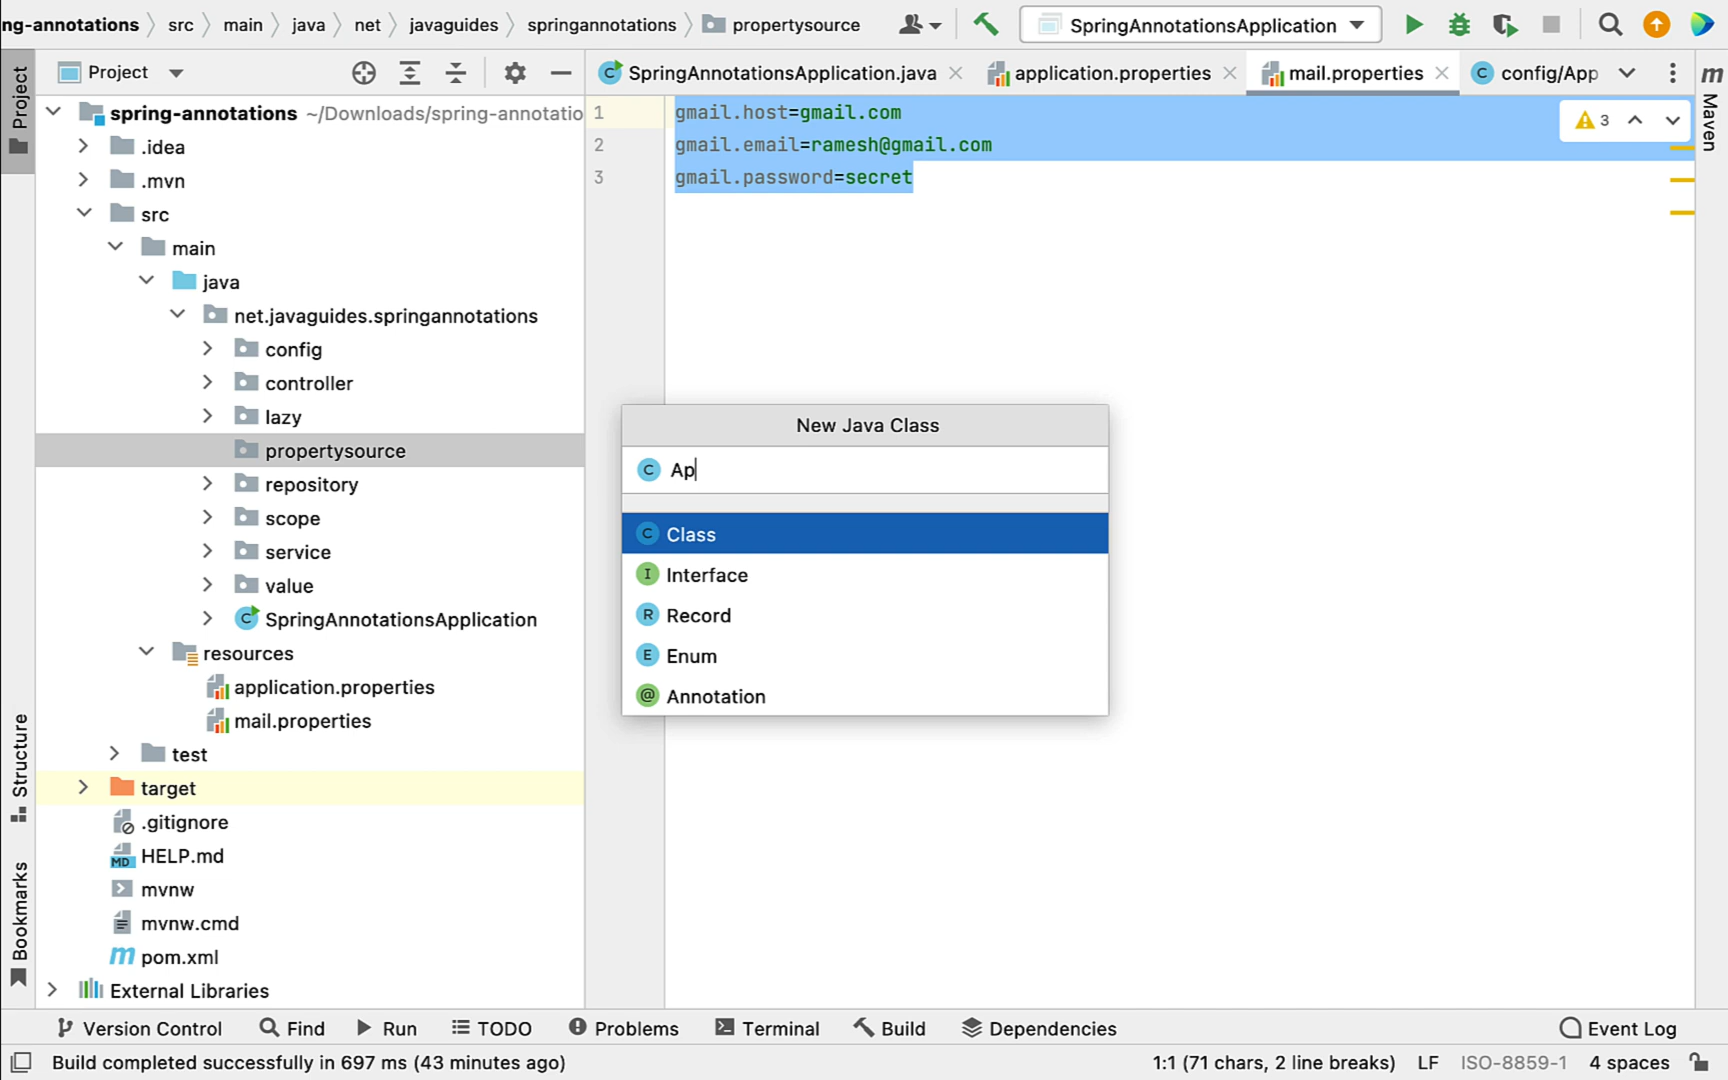 ng-annotations src main java net javaguides springannotations propertysource SpringAnnotationsApplication
Project SpringAnnotationsApplication.java application.properties mail.properties config/App
Project
Structure
Bookmarks
Maven
spring-annotations ~/Downloads/spring-annotatio
.idea
.mvn
src
main
java
net.javaguides.springannotations
config
controller
lazy
propertysource
repository
scope
service
value
SpringAnnotationsApplication
resources
application.properties
mail.properties
test
target
.gitignore
HELP.md
mvnw
mvnw.cmd
pom.xml
External Libraries
1 gmail.host=gmail.com
2 gmail.email=ramesh@gmail.com
3 gmail.password=secret
3
New Java Class
C Ap
C Class
I Interface
R Record
E Enum
@ Annotation
Version Control Find Run TODO Problems Terminal Build Dependencies Event Log
Build completed successfully in 697 ms (43 minutes ago) 1:1 (71 chars, 2 line breaks) LF ISO-8859-1 4 spaces